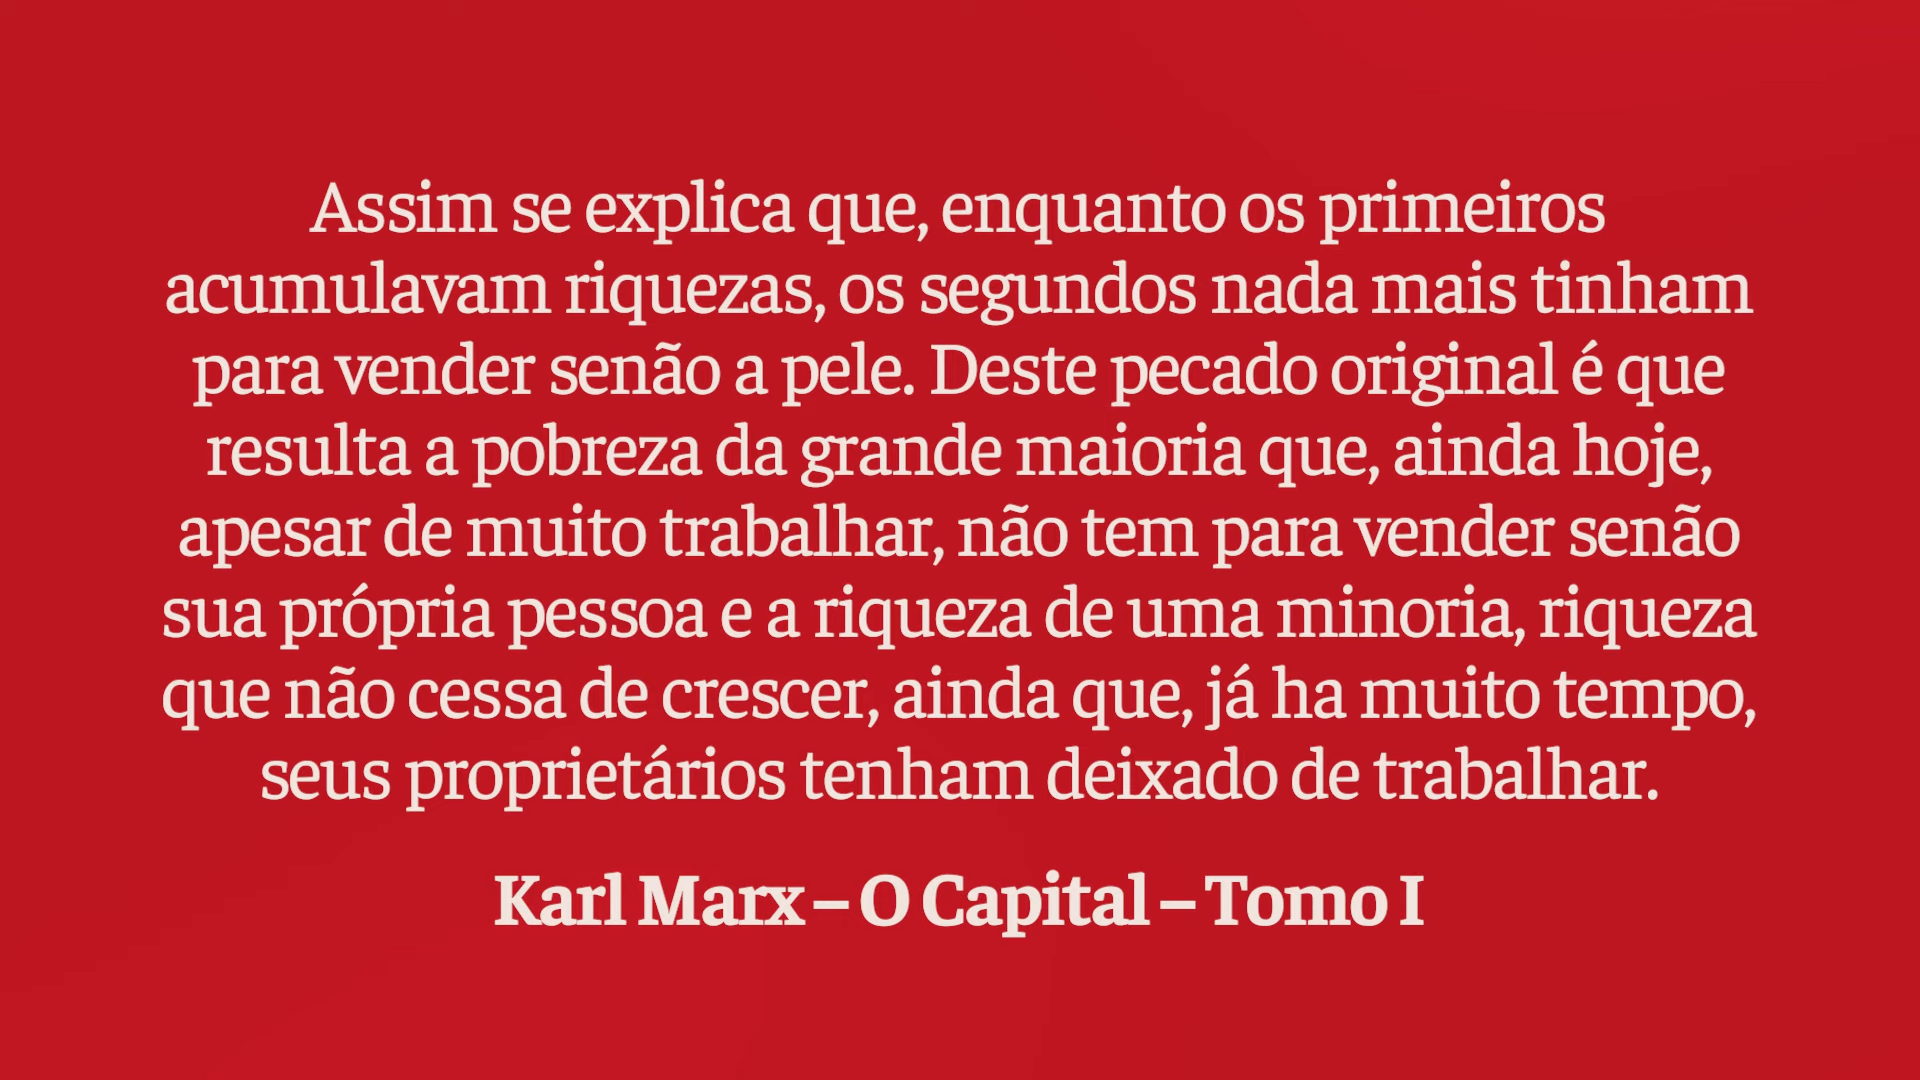 Assim se explica que, enquanto os primeiros
acumulavam riquezas, os segundos nada mais tinham
para vender senão a pele. Deste pecado original é que
resulta a pobreza da grande maioria que, ainda hoje,
apesar de muito trabalhar, não tem para vender senão
sua própria pessoa e a riqueza de uma minoria, riqueza
que não cessa de crescer, ainda que, já ha muito tempo,
seus proprietários tenham deixado de trabalhar.
Karl Marx – O Capital – Tomo I